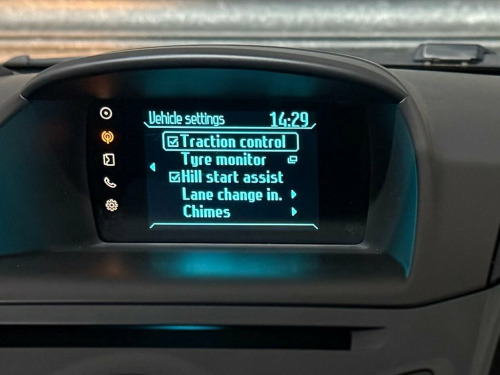 Vehicle settings 14:29
Traction control
Tyre monitor
Hill start assist
Lane change in.
Chimes